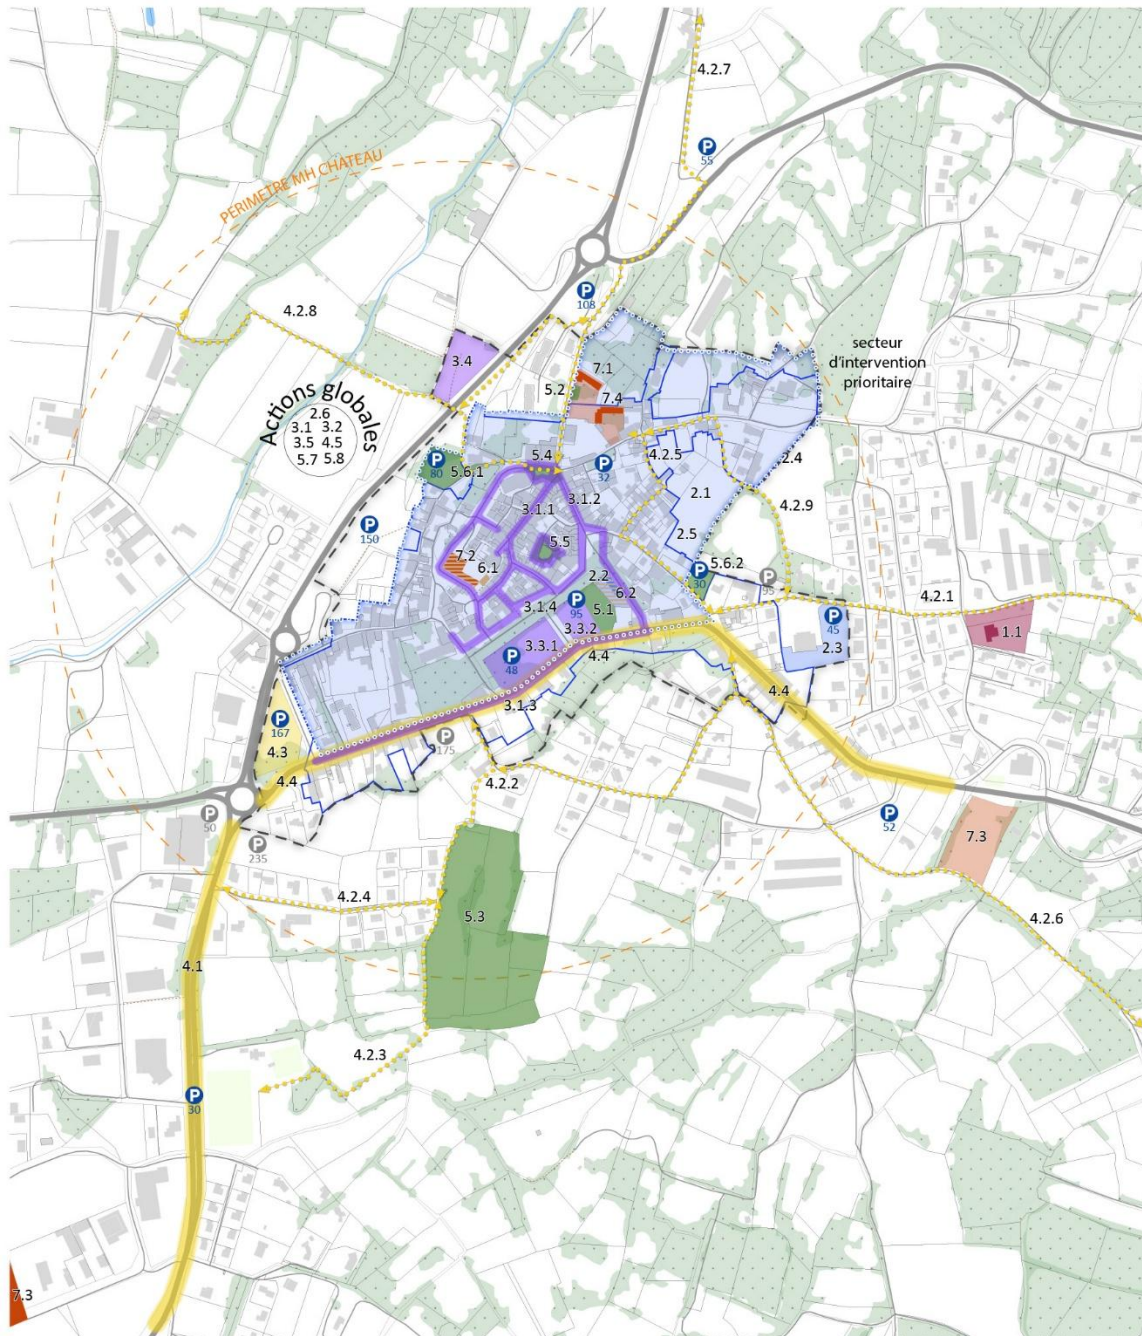 4.2.7
P
55
PERIMETRE MH CHATEAU
P
108
4.2.8
3.4
secteur
d'intervention
prioritaire
7.1
5.2
7.4
Actions globales
2.6
3.1 3.2
3.5 4.5
5.7 5.8
5.4
4.2.5
2.4
P
80
5.6.1
P
32
2.1
3.1.2
3.1.1
4.2.9
P
150
2.5
5.5
7.2
6.1
5.6.2
2.2
P
30
P
95
6.2
4.2.1
3.1.4
P
95
5.1
P
45
1.1
3.3.2
3.3.1
2.3
P
48
4.4
4.4
3.1.3
P
167
4.3
P
175
4.4
4.2.2
P
50
P
235
P
52
7.3
4.2.4
5.3
4.2.6
4.1
4.2.3
P
30
7.3